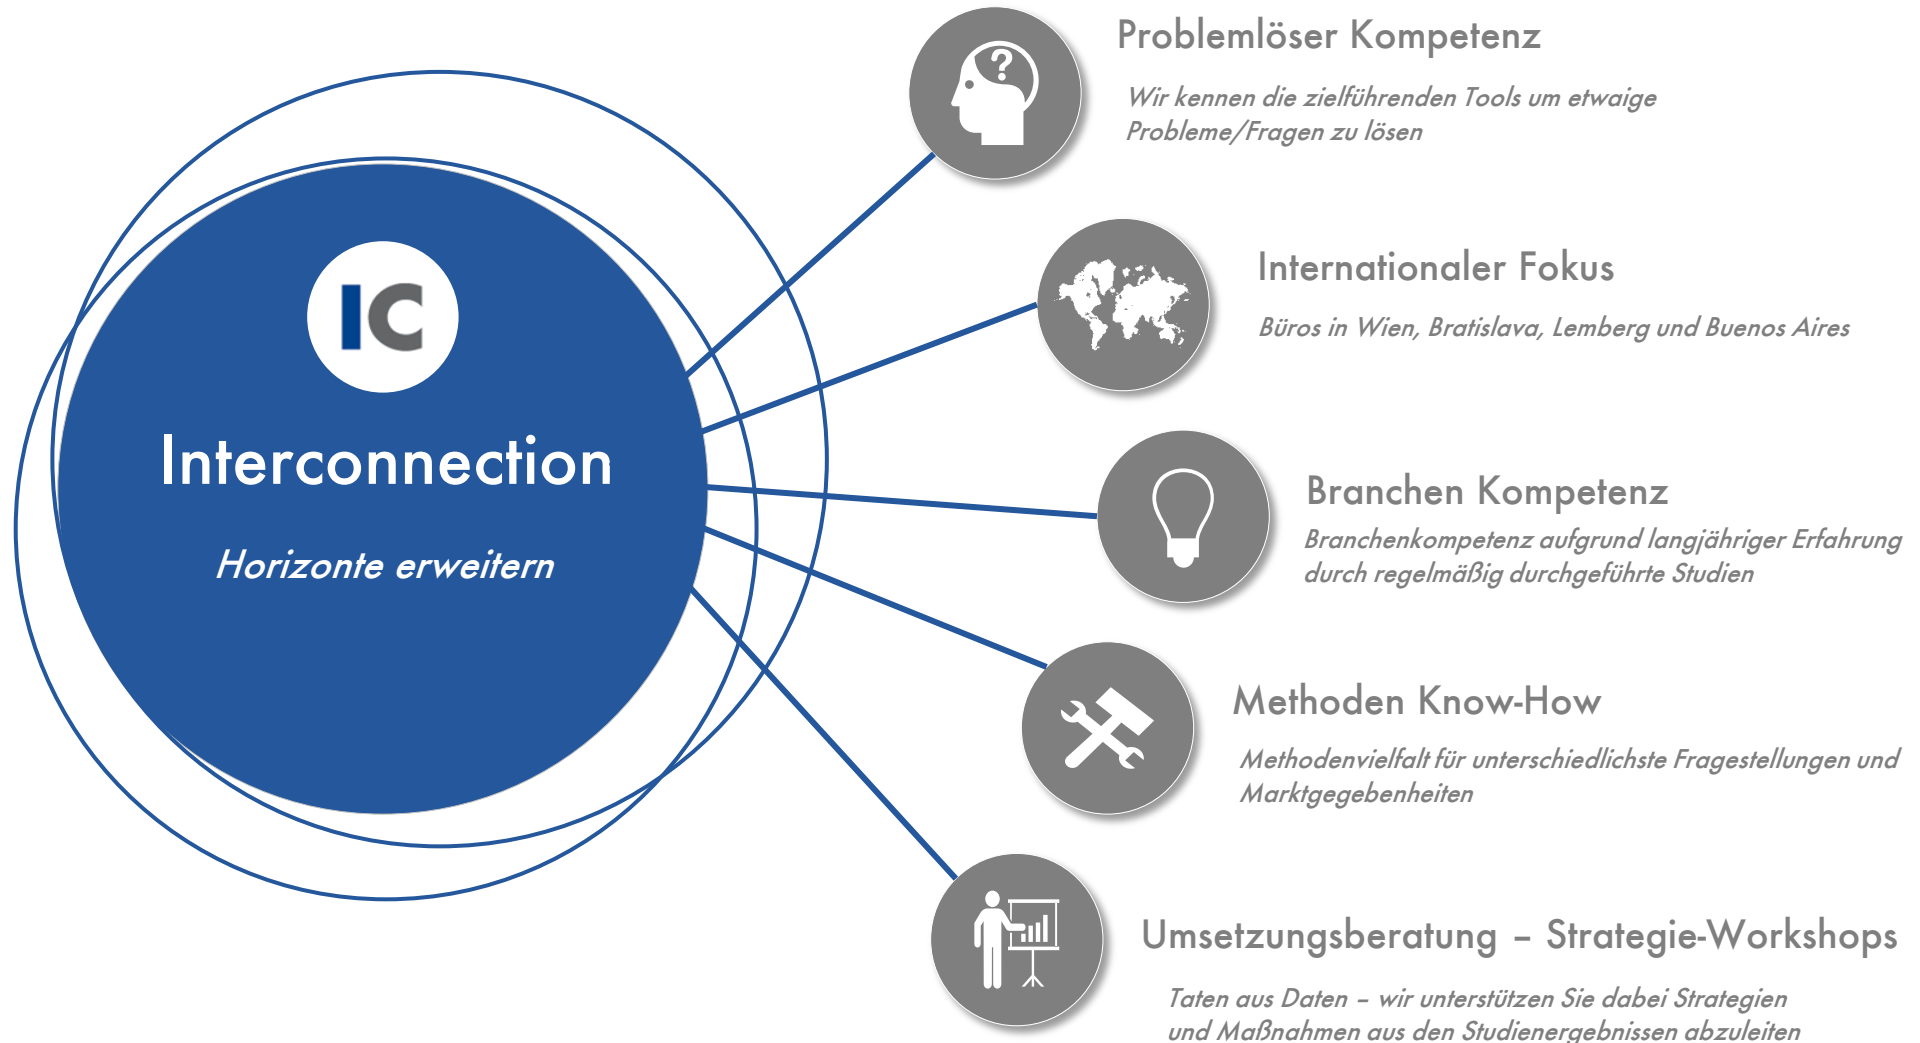 IC
Interconnection
Horizonte erweitern
?
Problemlöser Kompetenz
Wir kennen die zielführenden Tools um etwaige
Probleme/Fragen zu lösen
Internationaler Fokus
Büros in Wien, Bratislava, Lemberg und Buenos Aires
Branchen Kompetenz
Branchenkompetenz aufgrund langjähriger Erfahrung
durch regelmäßig durchgeführte Studien
Methoden Know-How
Methodenvielfalt für unterschiedlichste Fragestellungen und
Marktgegebenheiten
Umsetzungsberatung – Strategie-Workshops
Taten aus Daten – wir unterstützen Sie dabei Strategien
und Maßnahmen aus den Studienergebnissen abzuleiten